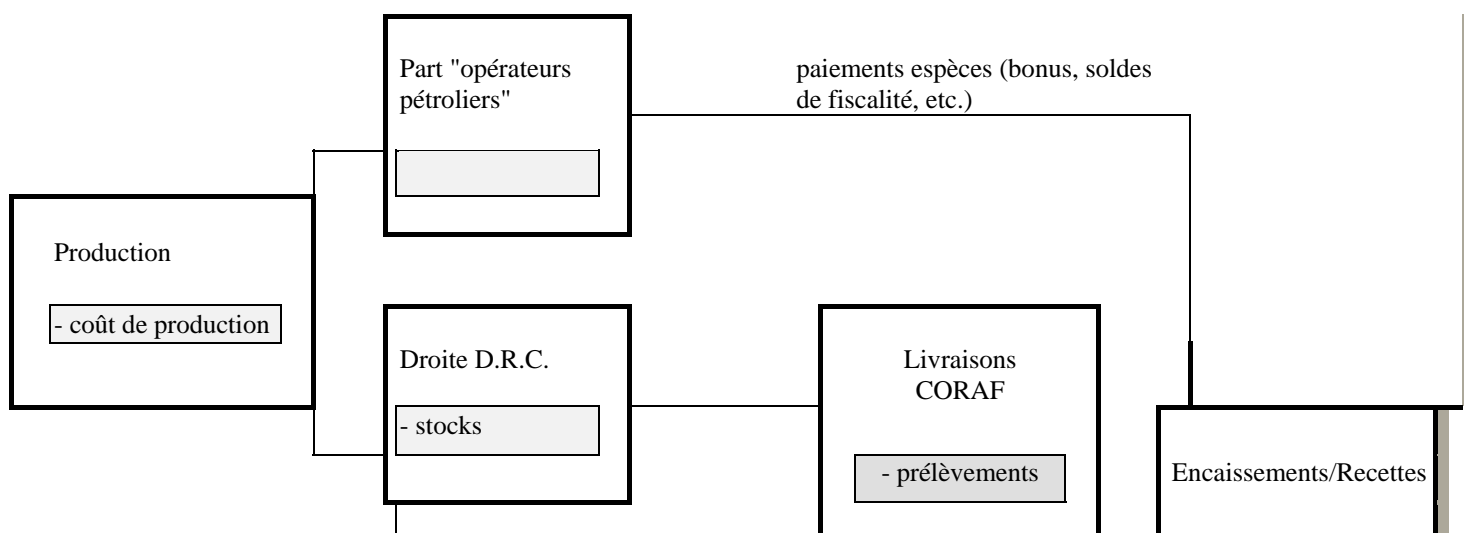 Part "opérateurs
pétroliers"
paiements espèces (bonus, soldes
de fiscalité, etc.)
Production
- coût de production
Droite D.R.C.
- stocks
Livraisons
CORAF
- prélèvements
Encaissements/Recettes